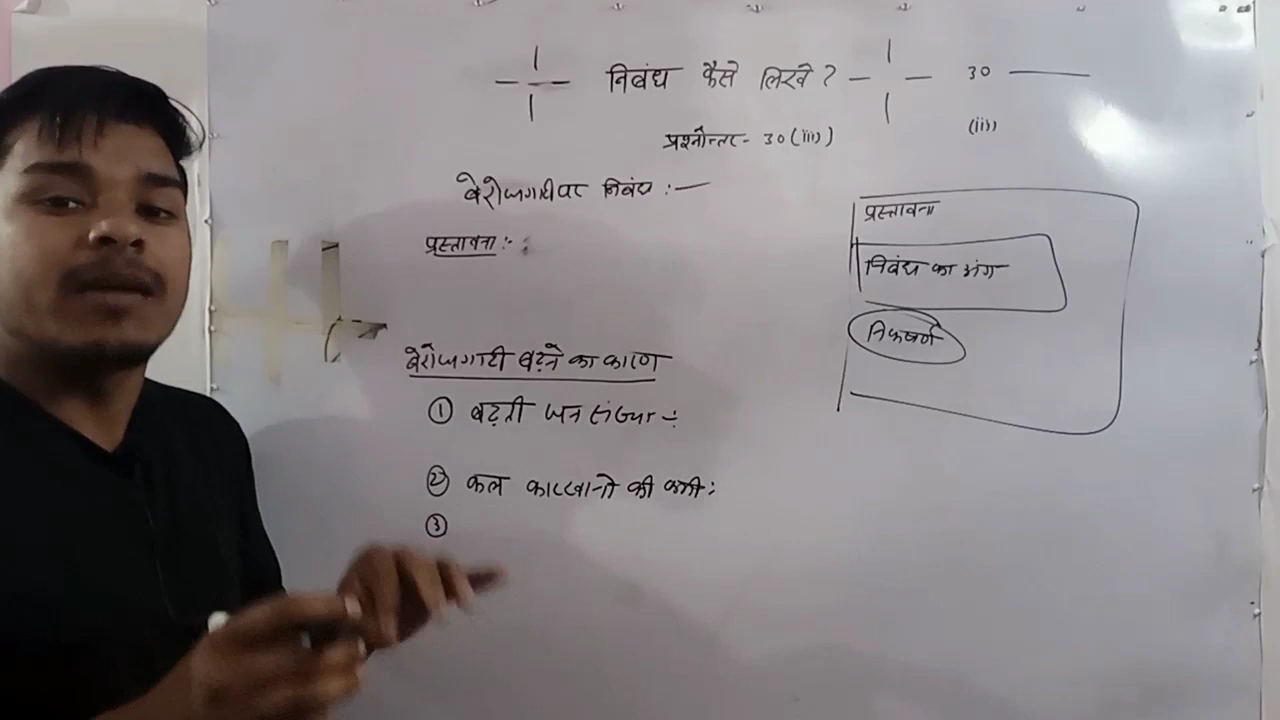 निबंध कैसे लिखे ? 30
(ii)
प्रश्नोत्तर- 30 (iii)
बेरोजगारी पर निबंध :-
प्रस्तावना :-
बेरोजगारी बढ़ने का कारण
① बढ़ती जनसंख्या :-
② कल कारखानो की कमी :
③
प्रस्तावना
निबंध का अंग
निष्कर्ष